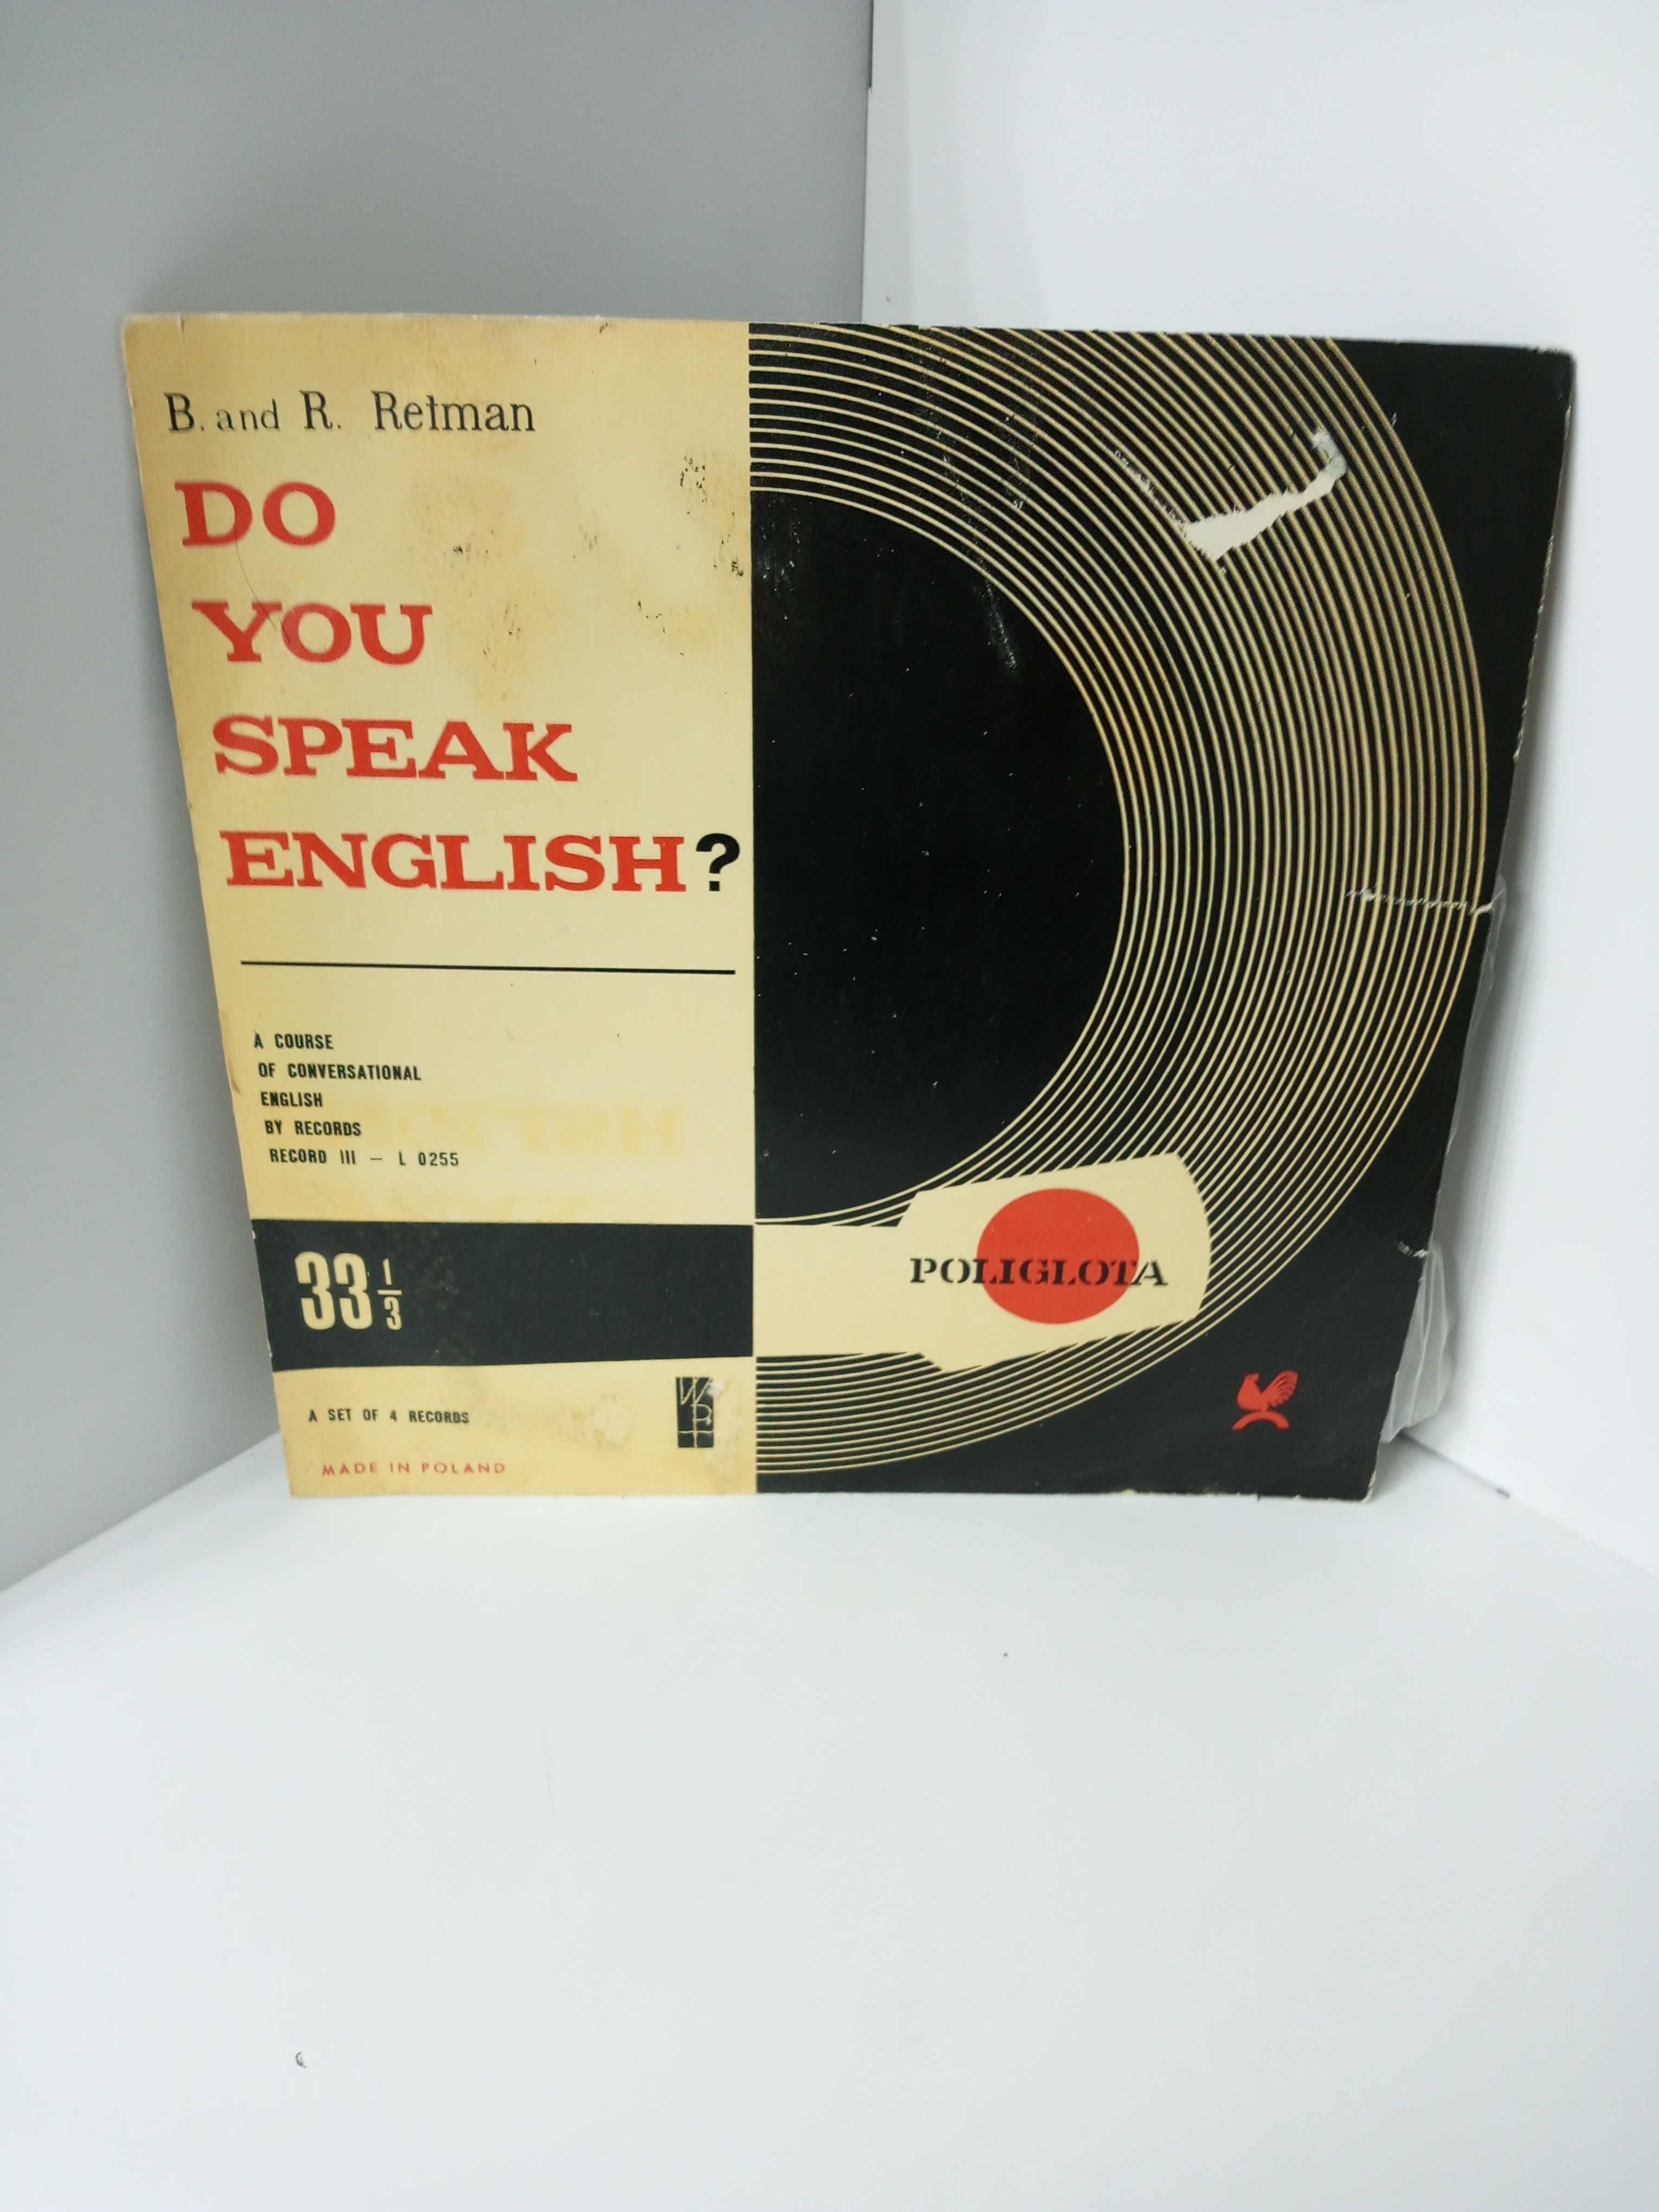 B. and R. Retman
DO
YOU
SPEAK
ENGLISH?
A COURSE
OF CONVERSATIONAL
ENGLISH
BY RECORDS
RECORD III — L 0255
33 1/3
POLIGLOTA
A SET OF 4 RECORDS
MADE IN POLAND